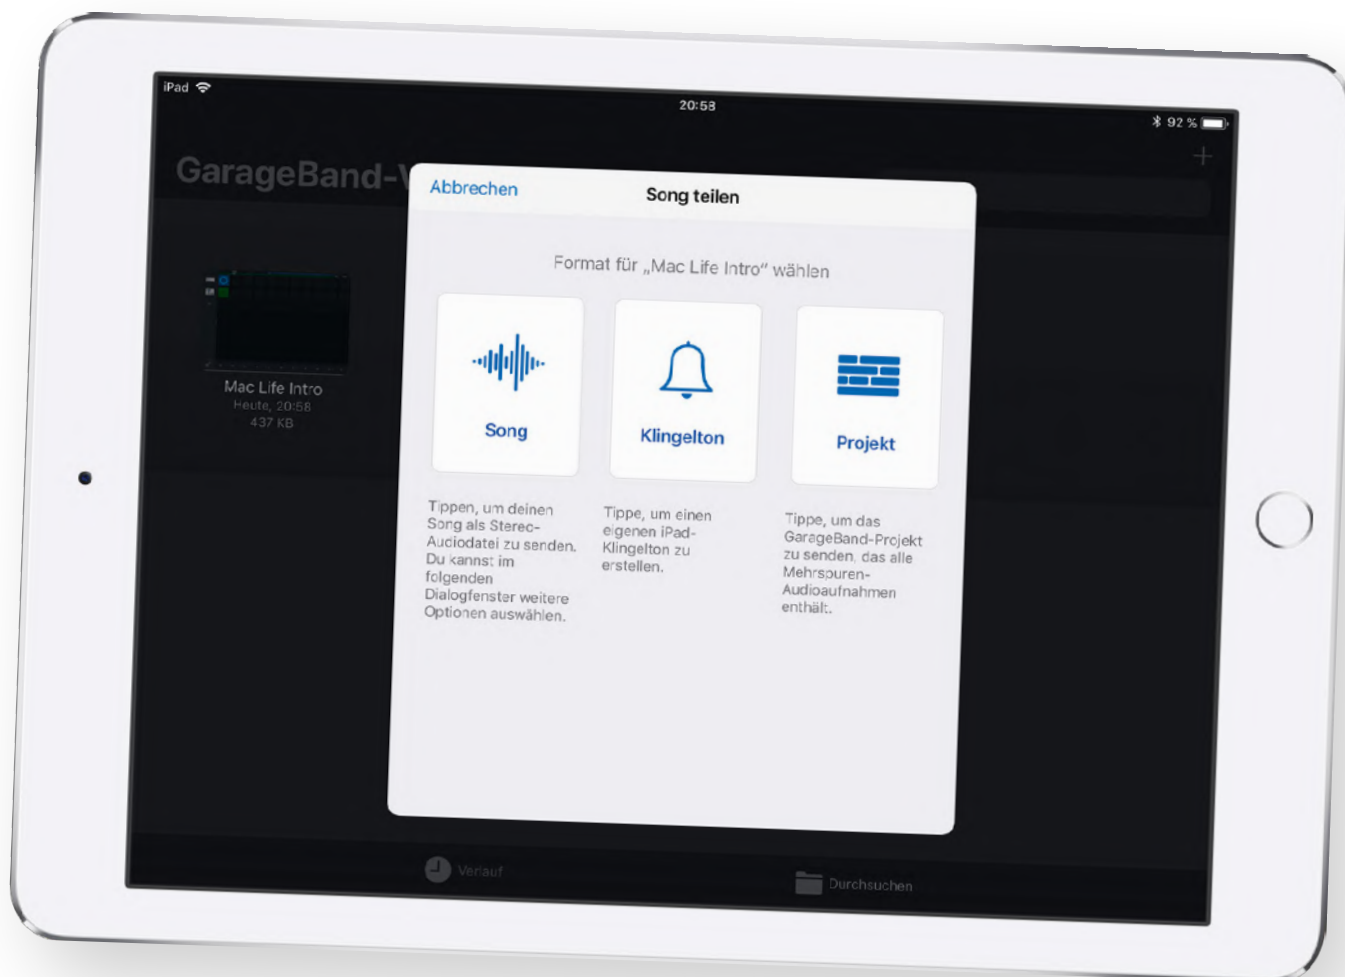 iPad
20:58
92 %
GarageBand-V
Abbrechen
Song teilen
Format für „Mac Life Intro“ wählen
Mac Life Intro
Heute, 20:58
437 KB
Song
Klingelton
Projekt
Tippen, um deinen
Song als Stereo-
Audiodatei zu senden.
Du kannst im
folgenden
Dialogfenster weitere
Optionen auswählen.
Tippe, um einen
eigenen iPad-
Klingelton zu
erstellen.
Tippe, um das
GarageBand-Projekt
zu senden, das alle
Mehrspuren-
Audioaufnahmen
enthält.
Verlauf
Durchsuchen